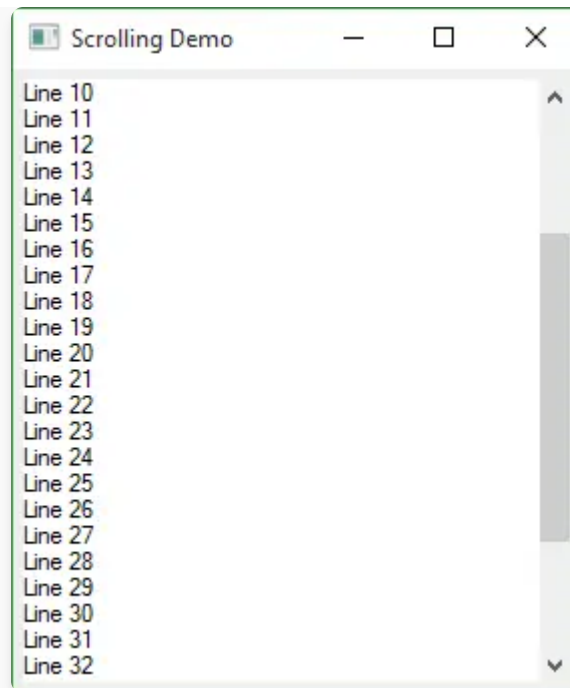 Scrolling Demo
Line 10
Line 11
Line 12
Line 13
Line 14
Line 15
Line 16
Line 17
Line 18
Line 19
Line 20
Line 21
Line 22
Line 23
Line 24
Line 25
Line 26
Line 27
Line 28
Line 29
Line 30
Line 31
Line 32